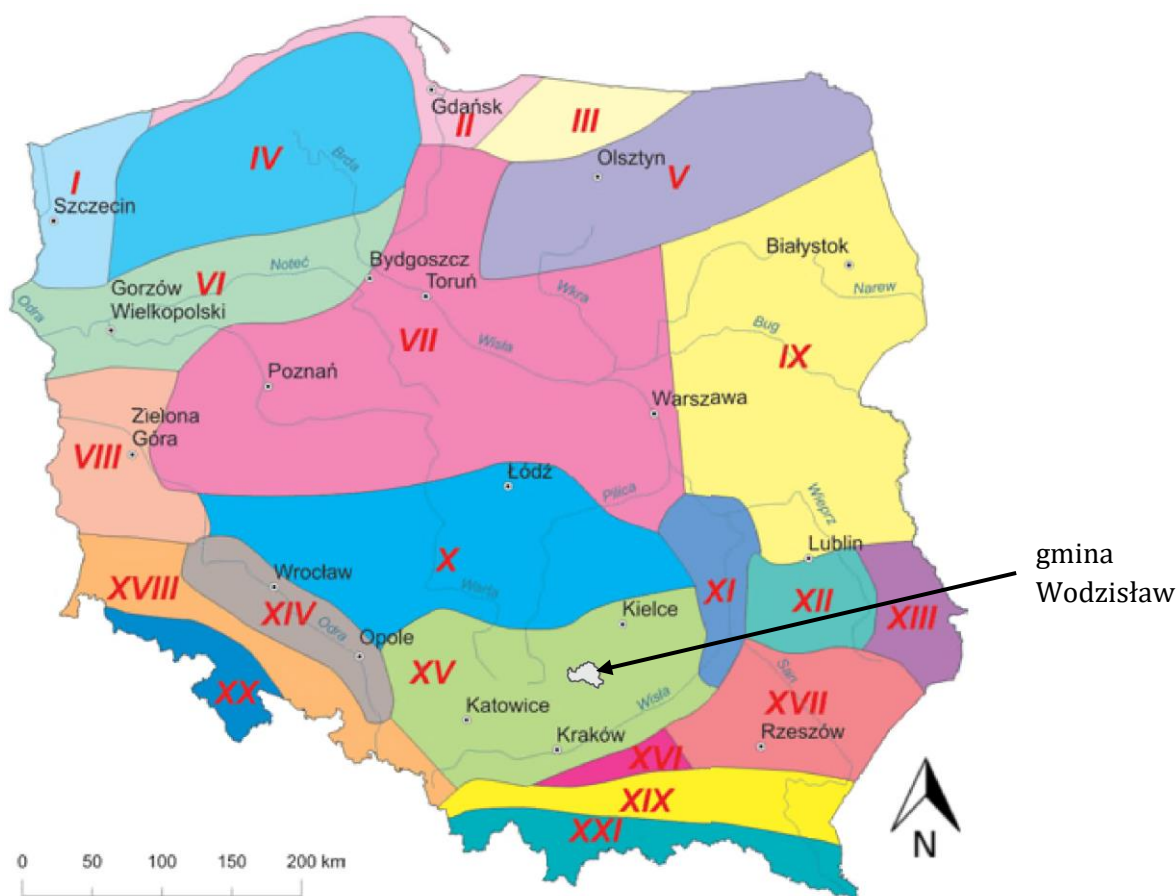 Gdańsk
II
III
IV
Brda
Olsztyn
V
I
Szczecin
Białystok
Narew
Bydgoszcz
Toruń
Noteć
VI
Gorzów
Wielkopolski
Odra
Wkra
Bug
VII
Wisła
IX
Poznań
Warszawa
Zielona
Góra
VIII
Łódź
Pilica
Wieprz
Lublin
gmina
Wodzisław
X
Warta
XVIII
Wrocław
XIV
Odra
Opole
Kielce
XI
XII
XIII
XV
XX
Katowice
Kraków
Wisła
San
XVII
Rzeszów
XVI
XIX
XXI
N
0 50 100 150 200 km